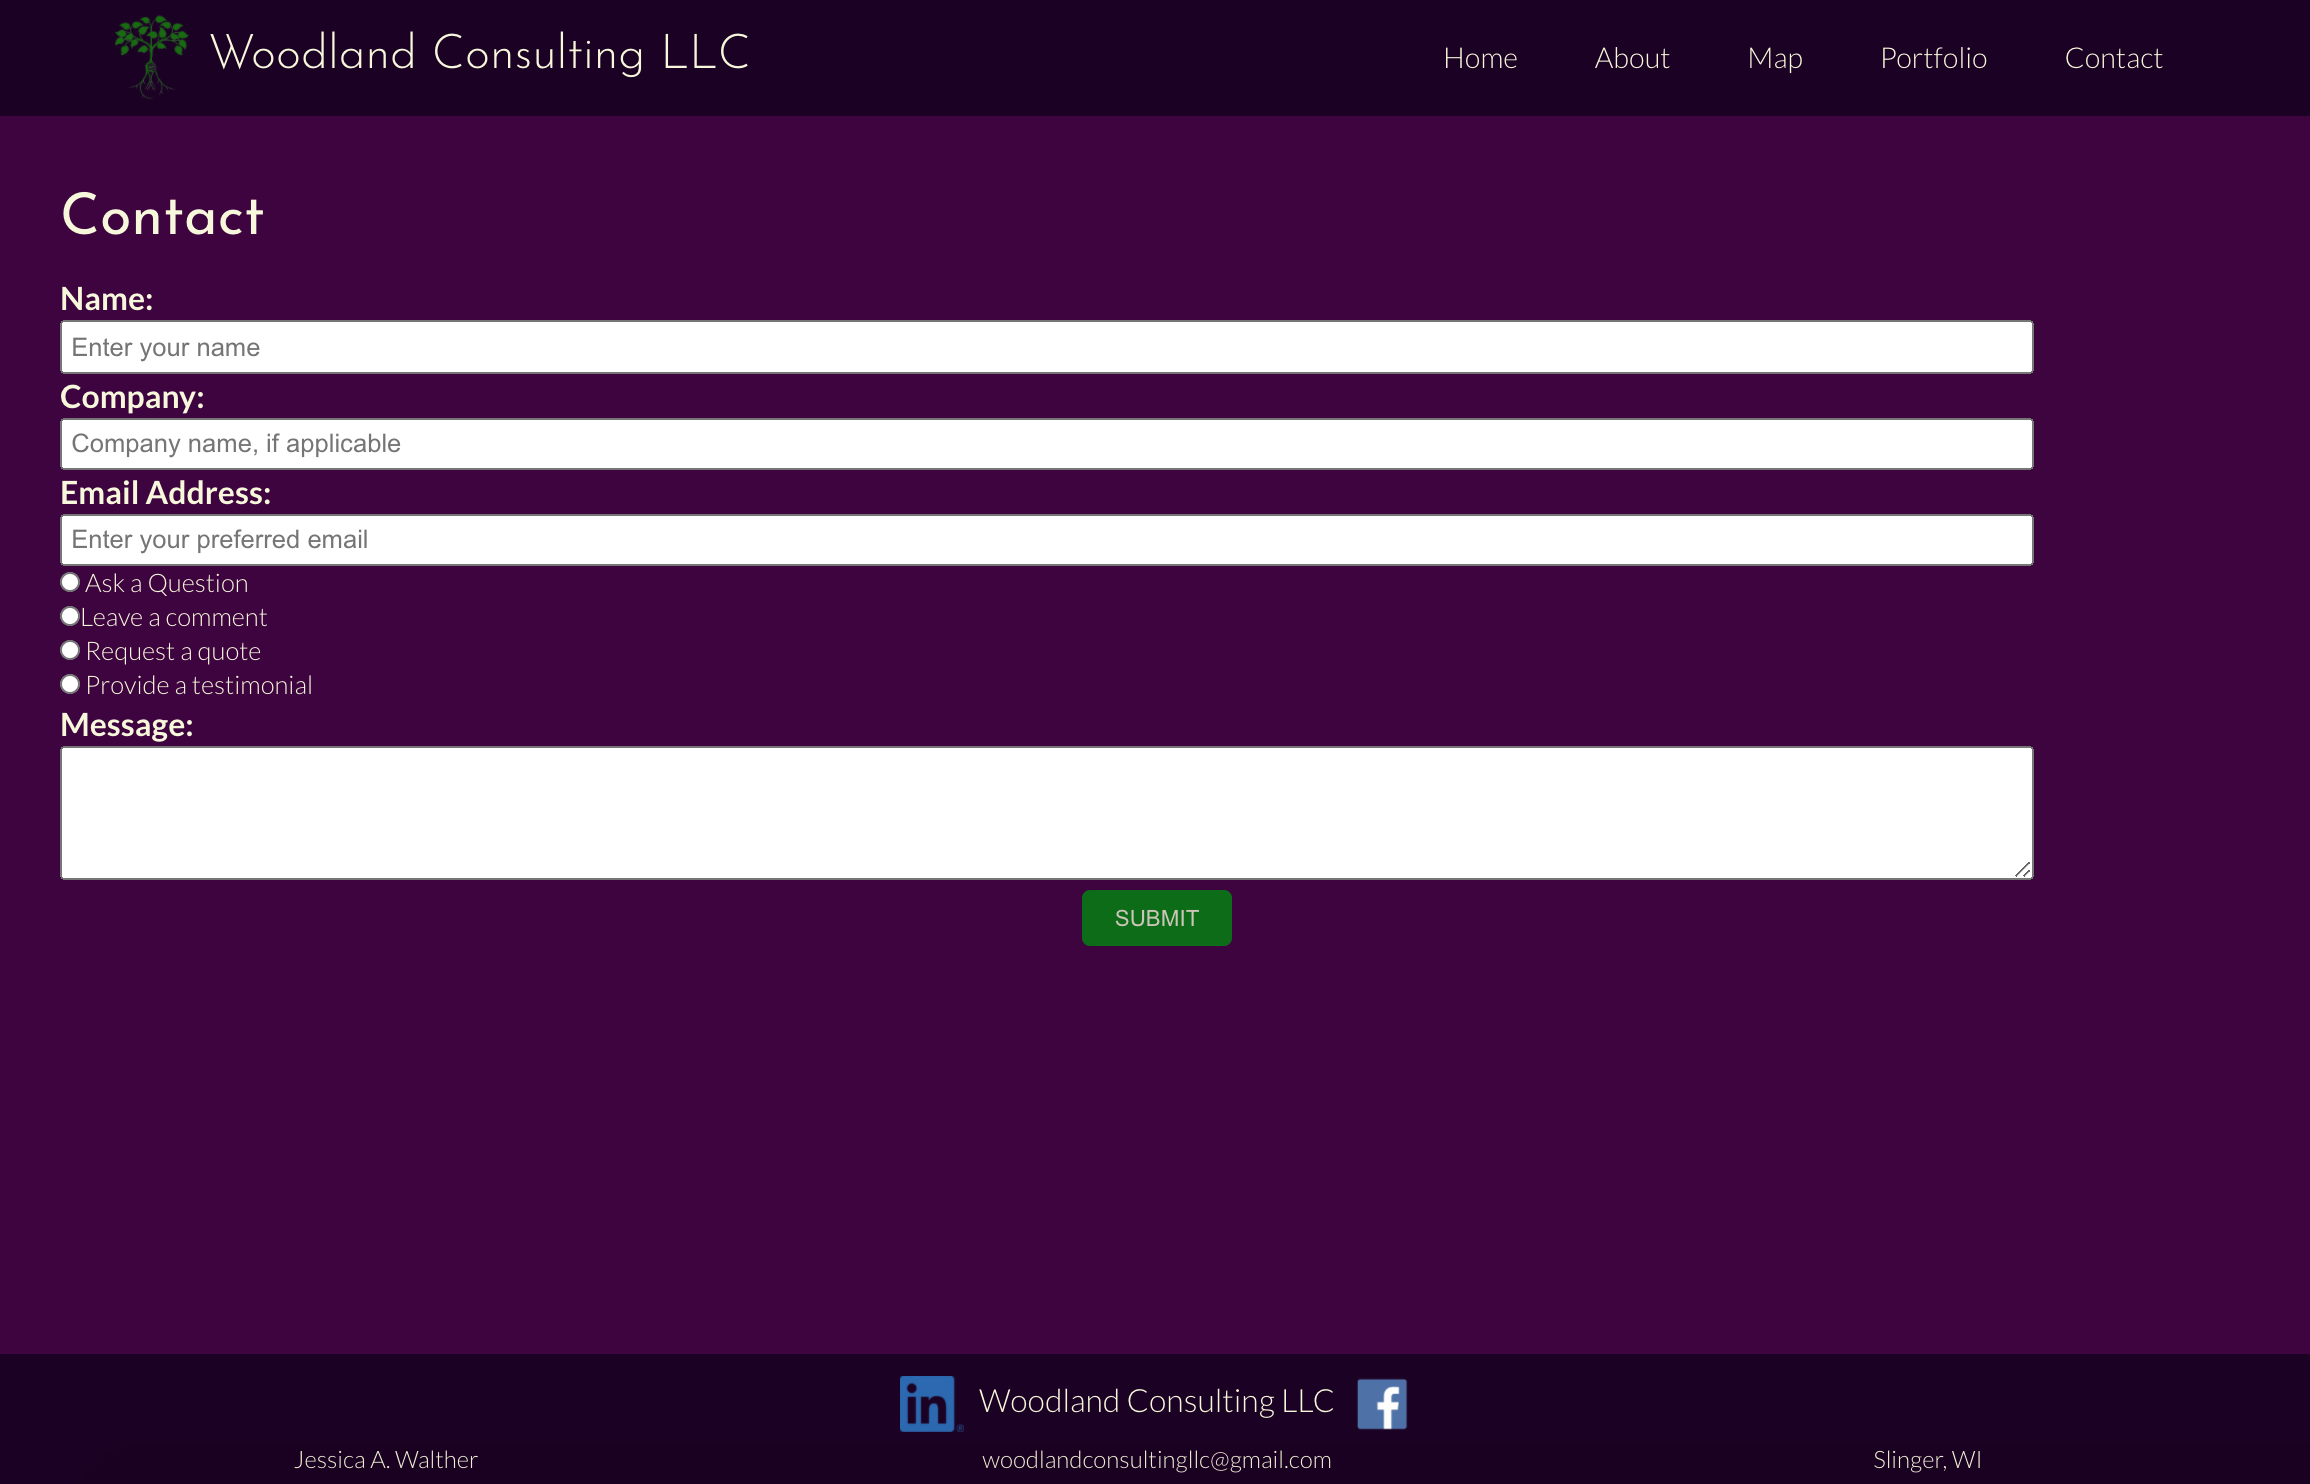 Woodland Consulting LLC
Home About Map Portfolio Contact
Contact
Name:
Enter your name
Company:
Company name, if applicable
Email Address:
Enter your preferred email
Ask a Question
Leave a comment
Request a quote
Provide a testimonial
Message:
SUBMIT
in Woodland Consulting LLC f
Jessica A. Walther woodlandconsultingllc@gmail.com Slinger, WI